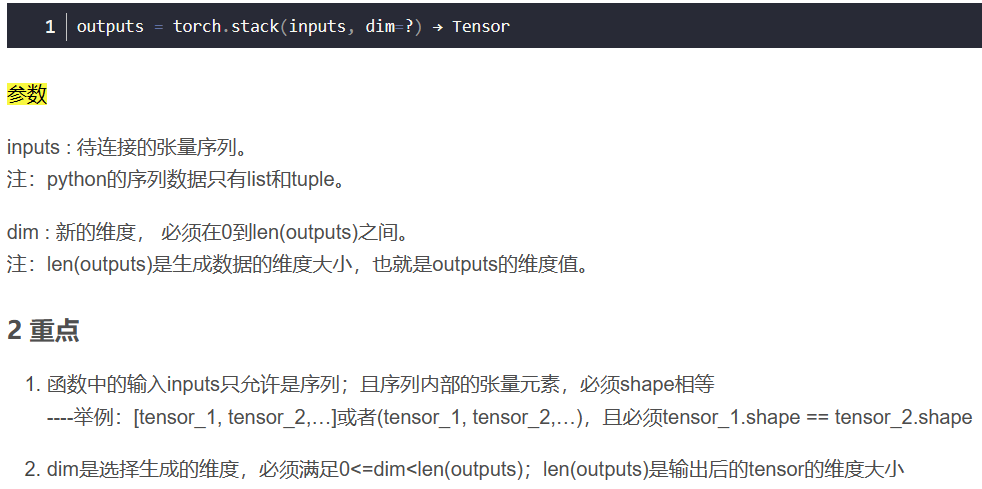 1 outputs = torch.stack(inputs, dim=?) → Tensor
参数
inputs : 待连接的张量序列。
注：python的序列数据只有list和tuple。
dim : 新的维度， 必须在0到len(outputs)之间。
注：len(outputs)是生成数据的维度大小，也就是outputs的维度值。
2 重点
1. 函数中的输入inputs只允许是序列；且序列内部的张量元素，必须shape相等
----举例：[tensor_1, tensor_2,…]或者(tensor_1, tensor_2,…)，且必须tensor_1.shape == tensor_2.shape
2. dim是选择生成的维度，必须满足0<=dim<len(outputs)；len(outputs)是输出后的tensor的维度大小